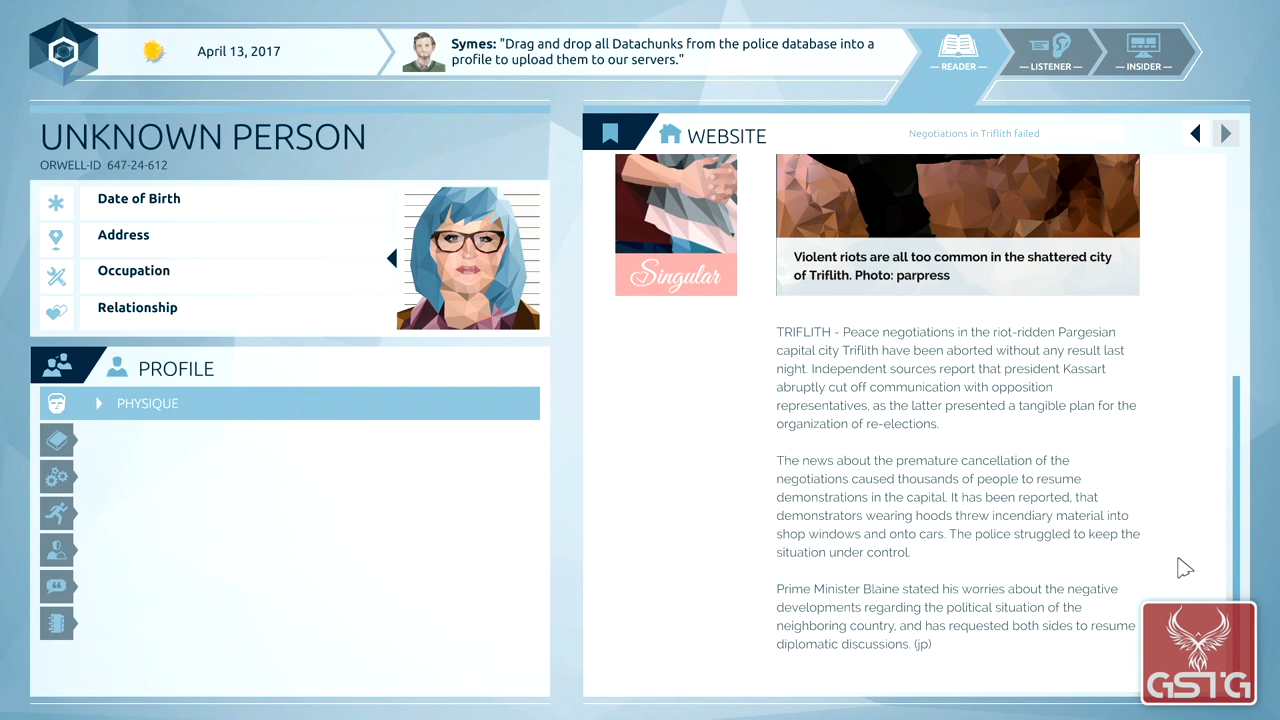 April 13, 2017
Symes: "Drag and drop all Datachunks from the police database into a
profile to upload them to our servers."
— READER —
— LISTENER —
— INSIDER —
UNKNOWN PERSON
ORWELL-ID 647-24-612
Date of Birth
Address
Occupation
Relationship
PROFILE
PHYSIQUE
WEBSITE
Negotiations in Triflith failed
Singular
Violent riots are all too common in the shattered city
of Triflith. Photo: parpress
TRIFLITH - Peace negotiations in the riot-ridden Pargesian
capital city Triflith have been aborted without any result last
night. Independent sources report that president Kassart
abruptly cut off communication with opposition
representatives, as the latter presented a tangible plan for the
organization of re-elections.
The news about the premature cancellation of the
negotiations caused thousands of people to resume
demonstrations in the capital. It has been reported, that
demonstrators wearing hoods threw incendiary material into
shop windows and onto cars. The police struggled to keep the
situation under control.
Prime Minister Blaine stated his worries about the negative
developments regarding the political situation of the
neighboring country, and has requested both sides to resume
diplomatic discussions. (jp)
GSTG